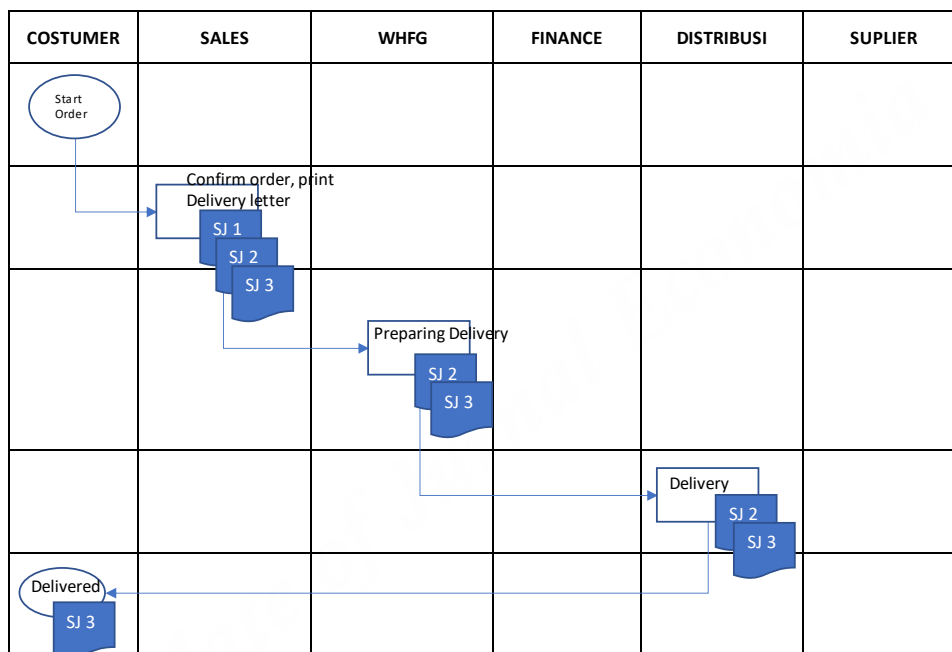 COSTUMER SALES WHFG FINANCE DISTRIBUSI SUPLIER
Start
Order
Confirm order, print
Delivery letter
SJ 1
SJ 2
SJ 3
Preparing Delivery
SJ 2
SJ 3
Delivery
SJ 2
SJ 3
Delivered
SJ 3